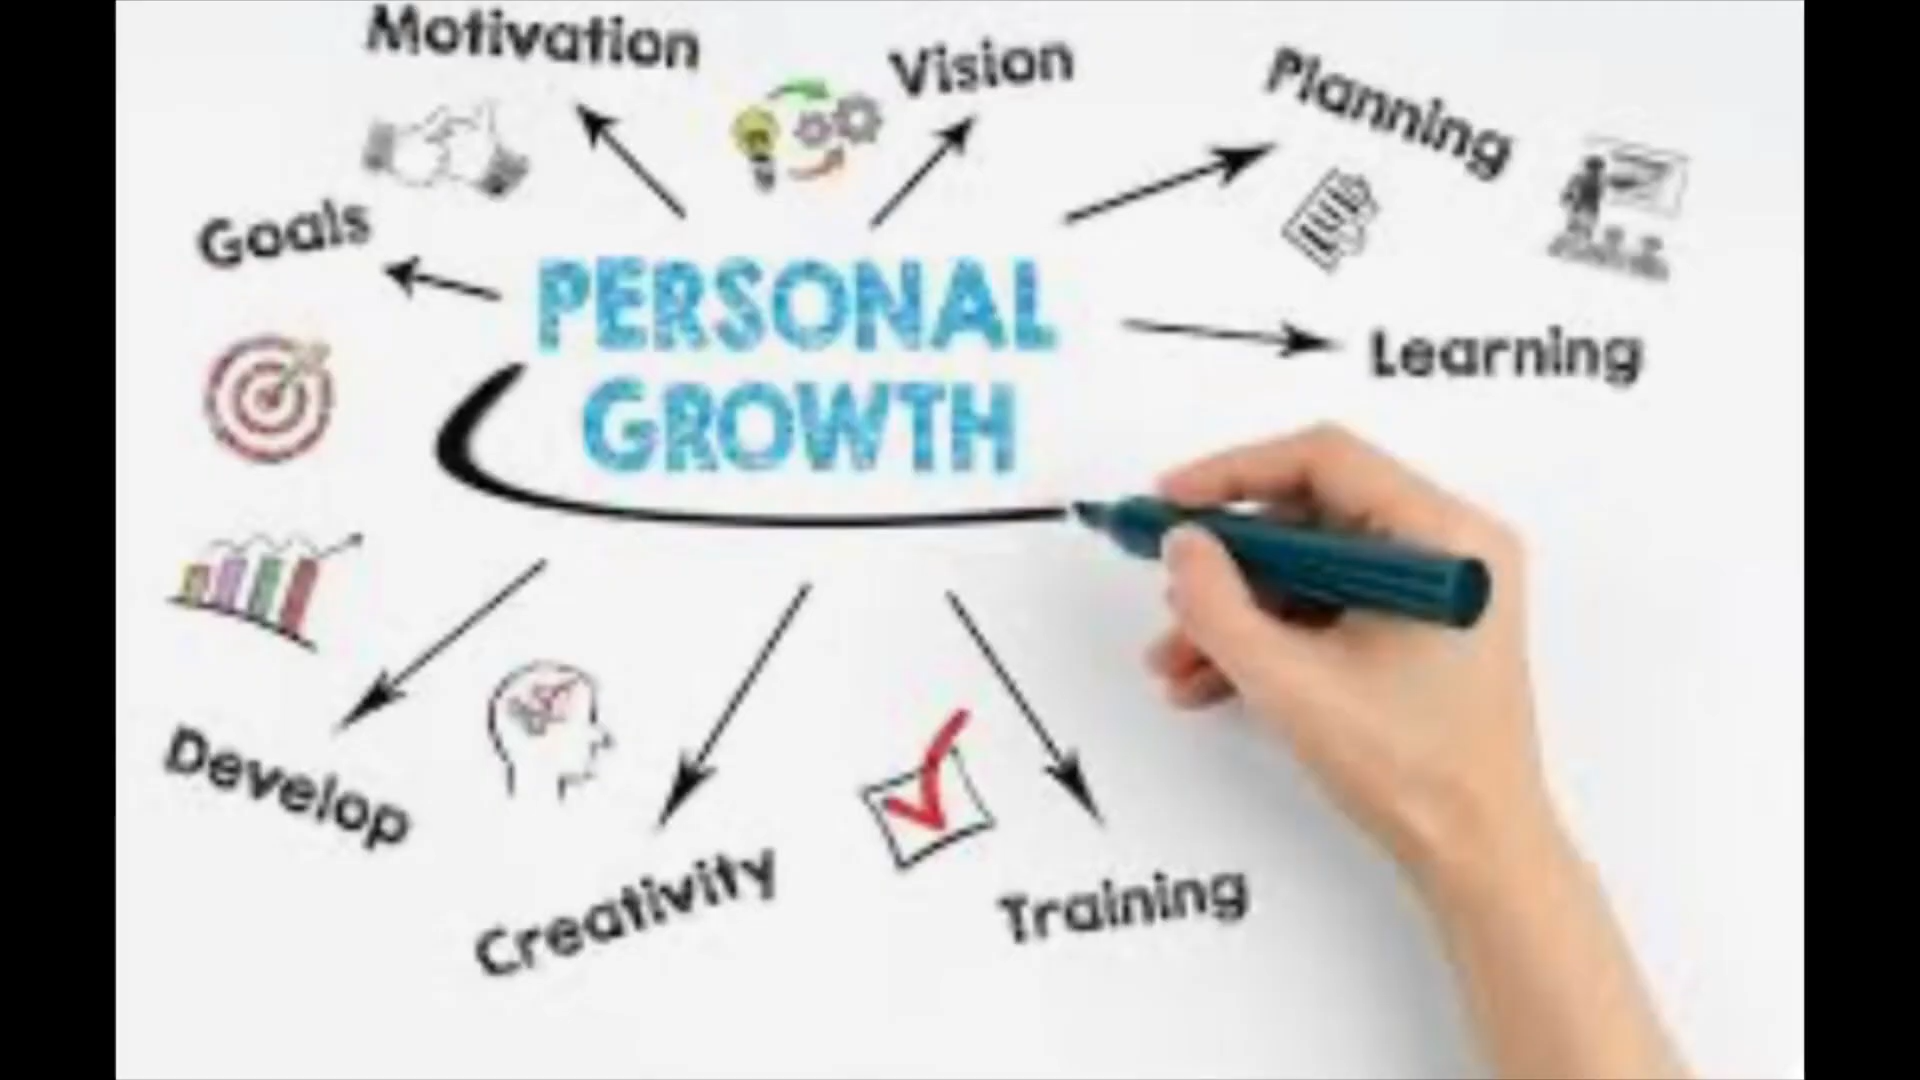 Motivation
Vision
Planning
Goals
PERSONAL
GROWTH
Learning
Develop
Creativity
Training